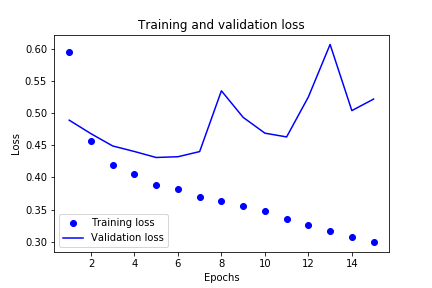 Training and validation loss
0.60
0.55
0.50
0.45
0.40
0.35
0.30
Loss
Training loss
Validation loss
2 4 6 8 10 12 14
Epochs